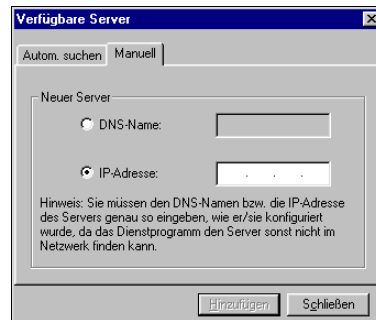 Verfügbare Server
Autom. suchen Manuell
Neuer Server
DNS-Name:
IP-Adresse:
Hinweis: Sie müssen den DNS-Namen bzw. die IP-Adresse
des Servers genau so eingeben, wie er/sie konfiguriert
wurde, da das Dienstprogramm den Server sonst nicht im
Netzwerk finden kann.
Hinzufügen Schließen